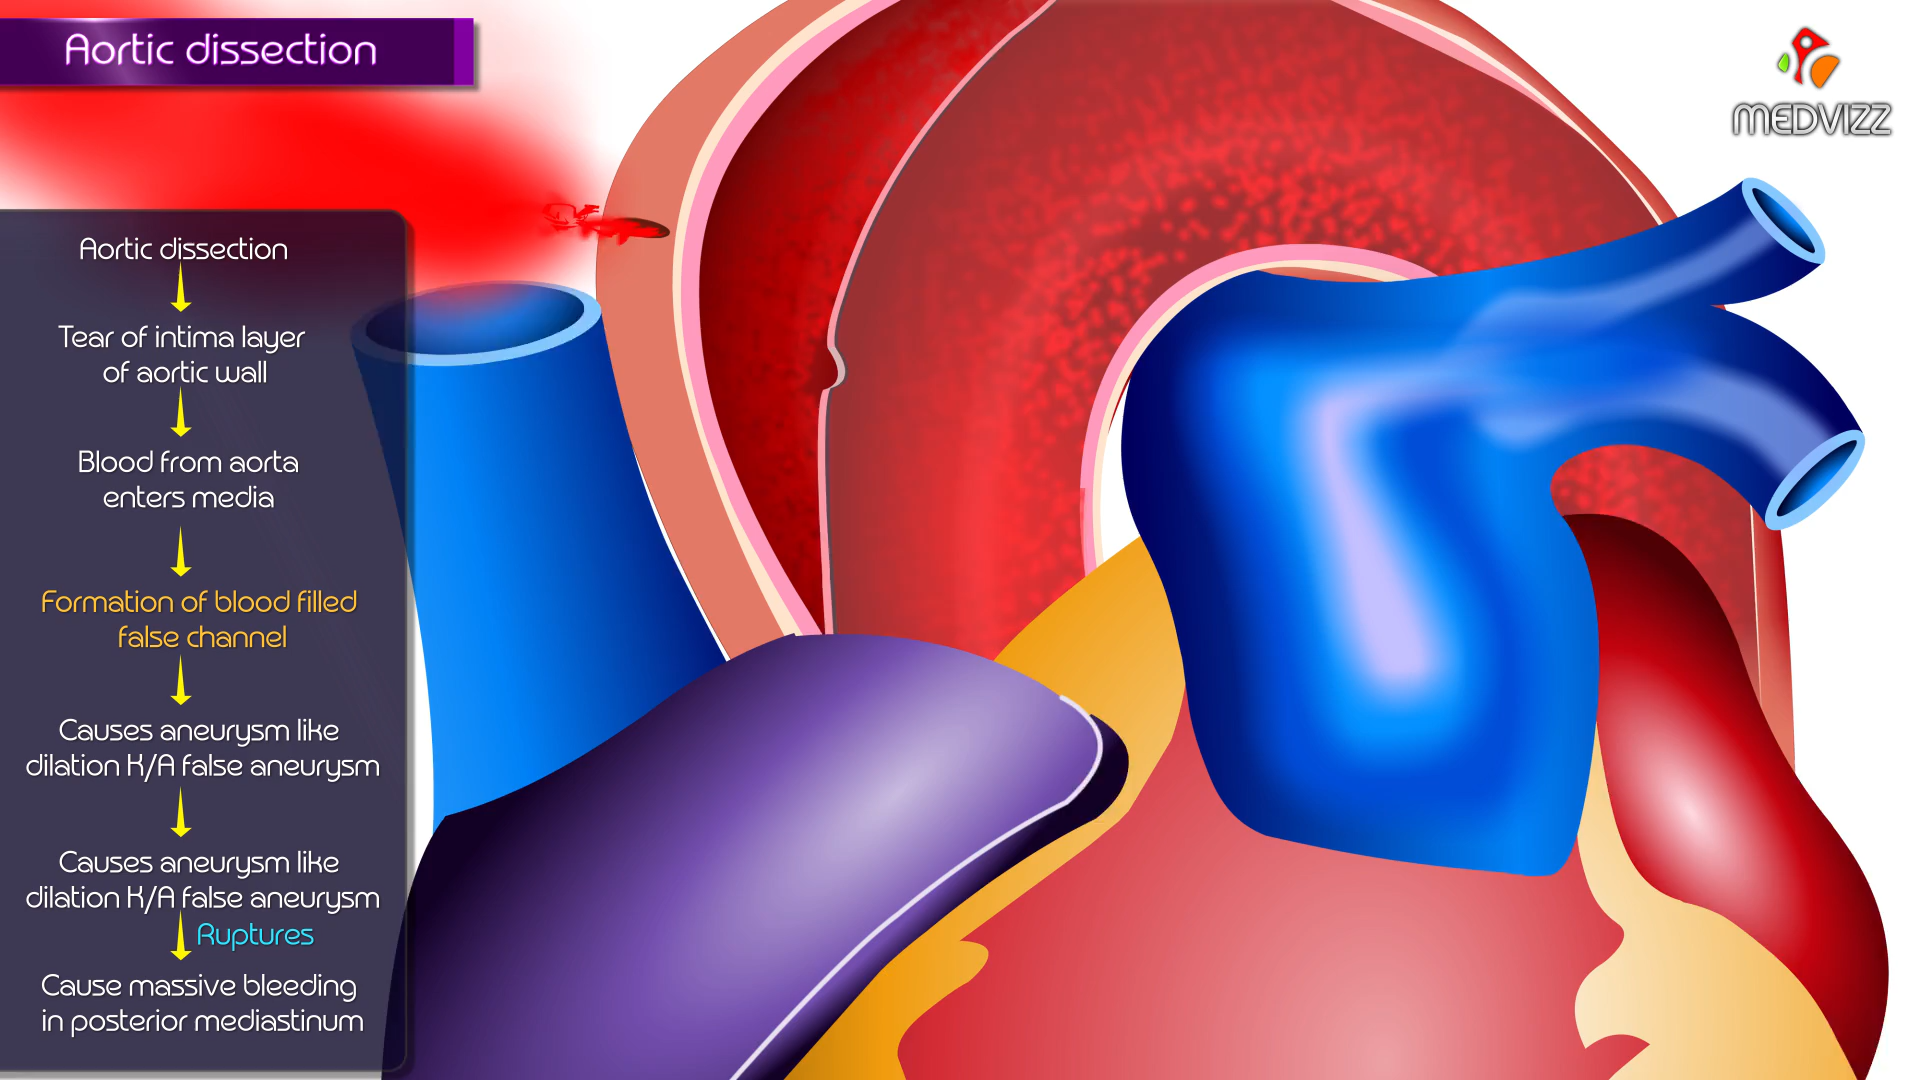 Aortic dissection
MEDVIZZ
Aortic dissection
Tear of intima layer
of aortic wall
Blood from aorta
enters media
Formation of blood filled
false channel
Causes aneurysm like
dilation K/A false aneurysm
Causes aneurysm like
dilation K/A false aneurysm
Ruptures
Cause massive bleeding
in posterior mediastinum